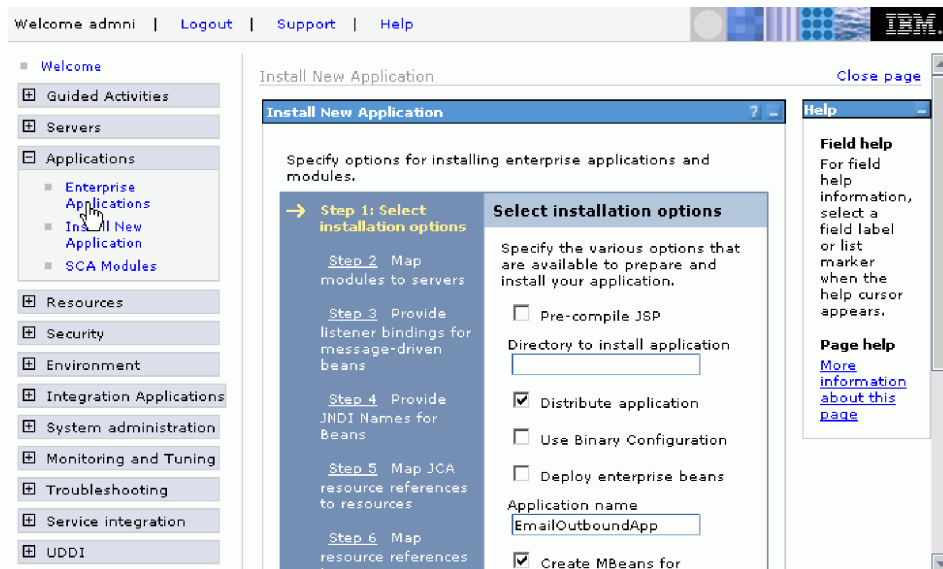 Welcome admni | Logout | Support | Help
IBM.
Welcome
Guided Activities
Servers
Applications
Enterprise
Applications
Install New
Application
SCA Modules
Resources
Security
Environment
Integration Applications
System administration
Monitoring and Tuning
Troubleshooting
Service integration
UDDI
Install New Application
Close page
Install New Application
? -
Specify options for installing enterprise applications and
modules.
Step 1: Select
installation options
Step 2 Map
modules to servers
Step 3 Provide
listener bindings for
message-driven
beans
Step 4 Provide
JNDI Names for
Beans
Step 5 Map JCA
resource references
to resources
Step 6 Map
resource references
Select installation options
Specify the various options that
are available to prepare and
install your application.
Pre-compile JSP
Directory to install application
Distribute application
Use Binary Configuration
Deploy enterprise beans
Application name
EmailOutboundApp
Create MBeans for
Help -
Field help
For field
help
information,
select a
field label
or list
marker
when the
help cursor
appears.
Page help
More
information
about this
page